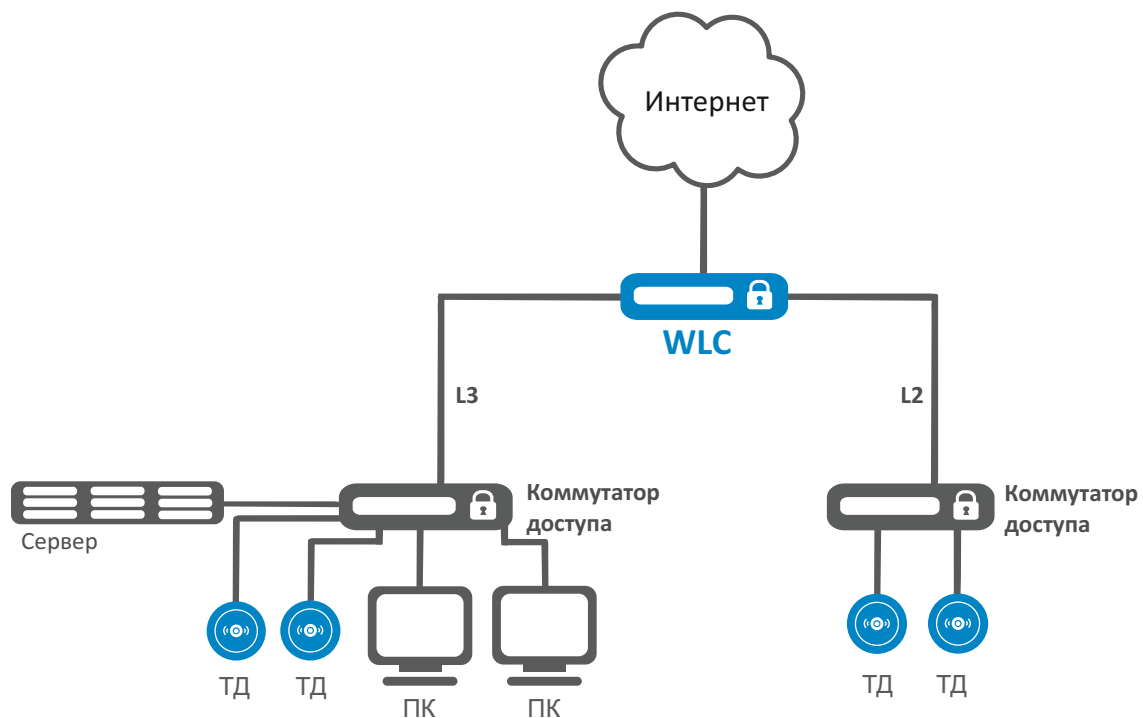 Интернет
WLC
L3
L2
Коммутатор
доступа
Коммутатор
доступа
Сервер
ТД
ТД
ПК
ПК
ТД
ТД